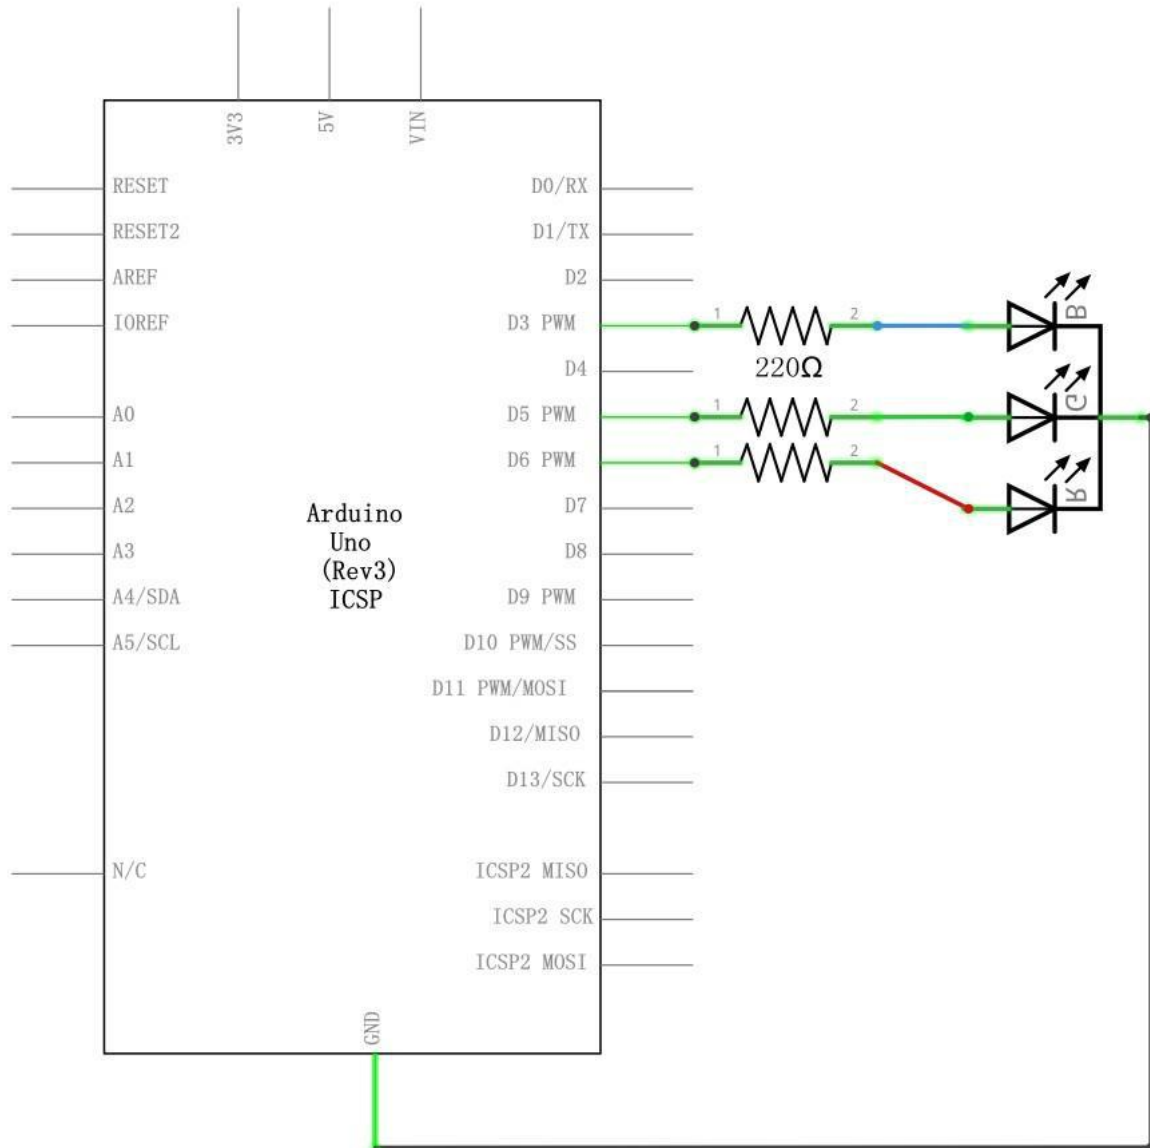 3V3
5V
VIN
RESET
D0/RX
RESET2
D1/TX
AREF
D2
IOREF
D3 PWM
1
2
B
220Ω
D4
A0
D5 PWM
1
2
G
A1
D6 PWM
1
2
A2
D7
R
Arduino
Uno
(Rev3)
ICSP
A3
D8
A4/SDA
D9 PWM
A5/SCL
D10 PWM/SS
D11 PWM/MOSI
D12/MISO
D13/SCK
N/C
ICSP2 MISO
ICSP2 SCK
ICSP2 MOSI
GND